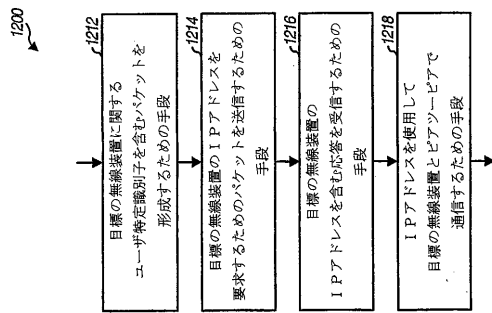 1200
1212
目標の無線装置に関する
ユーザ特定識別子を含むパケットを
形成するための手段
1214
目標の無線装置のIPアドレスを
要求するためのパケットを送信するための
手段
1216
目標の無線装置の
IPアドレスを含む応答を受信するための
手段
1218
IPアドレスを使用して
目標の無線装置とピアツーピアで
通信するための手段